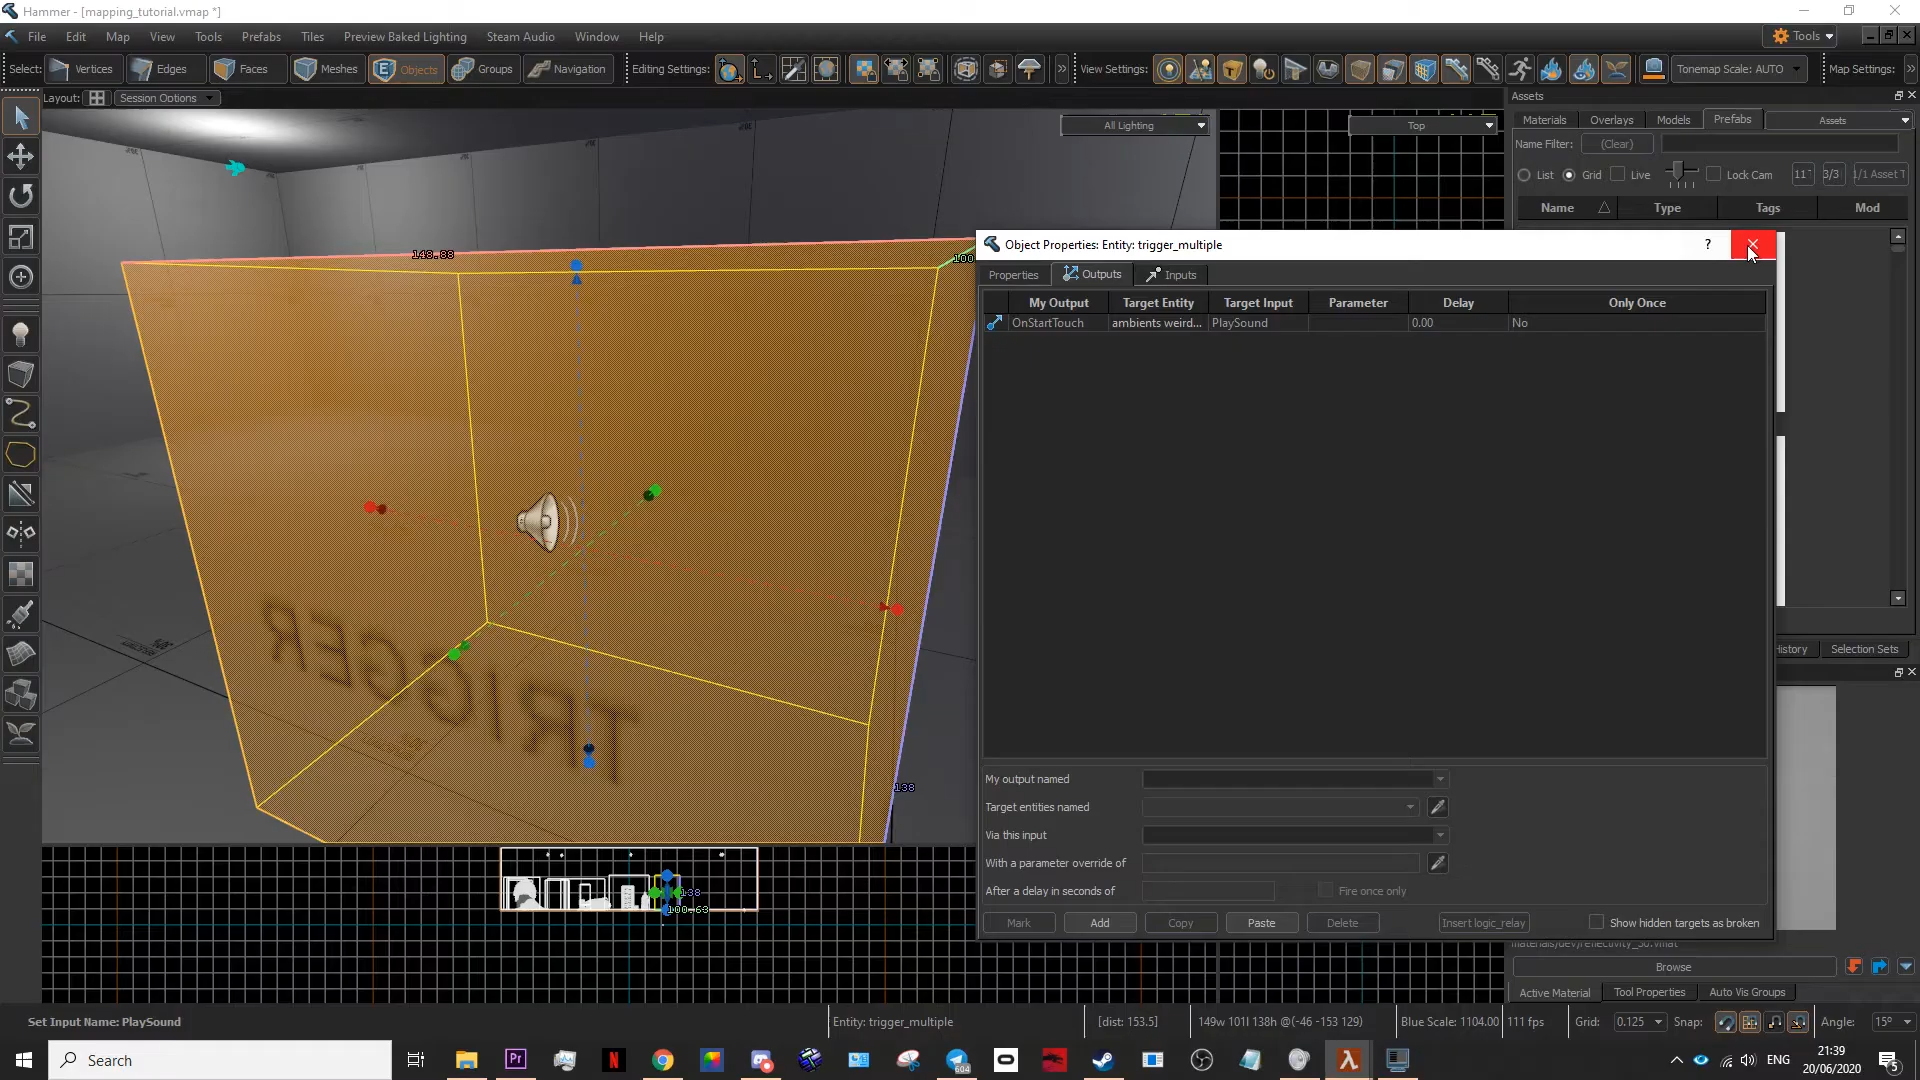 Hammer - [mapping_tutorial.vmap *]
File Edit Map View Tools Prefabs Tiles Preview Baked Lighting Steam Audio Window Help
Tools
Select: Vertices Edges Faces Meshes Objects Groups Navigation Editing Settings: View Settings: Tonemap Scale: AUTO Map Settings:
Layout: Session Options
Assets
All Lighting
Top
Materials Overlays Models Prefabs Assets
Name Filter: (Clear)
List Grid Live Lock Cam 3/3 1/1 Asset T
Name Type Tags Mod
148.88
100
Object Properties: Entity: trigger_multiple
?
Properties Outputs Inputs
My Output Target Entity Target Input Parameter Delay Only Once
OnStartTouch ambients weird... PlaySound 0.00 No
TRIGGER
138
History Selection Sets
My output named
Target entities named
Via this input
With a parameter override of
After a delay in seconds of Fire once only
Mark Add Copy Paste Delete Insert logic_relay Show hidden targets as broken
138
100.63
materials/dev/reflectivity_30.vmat
Browse
Active Material Tool Properties Auto Vis Groups
Set Input Name: PlaySound Entity: trigger_multiple [dist: 153.5] 149w 101l 138h @(-46 -153 129) Blue Scale: 1104.00 111 fps Grid: 0.125 Snap: Angle: 15º
Search
604
ENG
21:39
20/06/2020
5